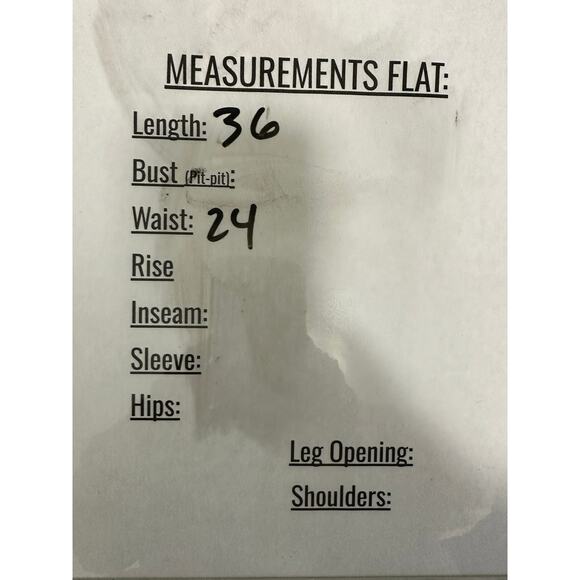 MEASUREMENTS FLAT:
Length: 36
Bust (Pit-pit):
Waist: 24
Rise
Inseam:
Sleeve:
Hips:
Leg Opening:
Shoulders: